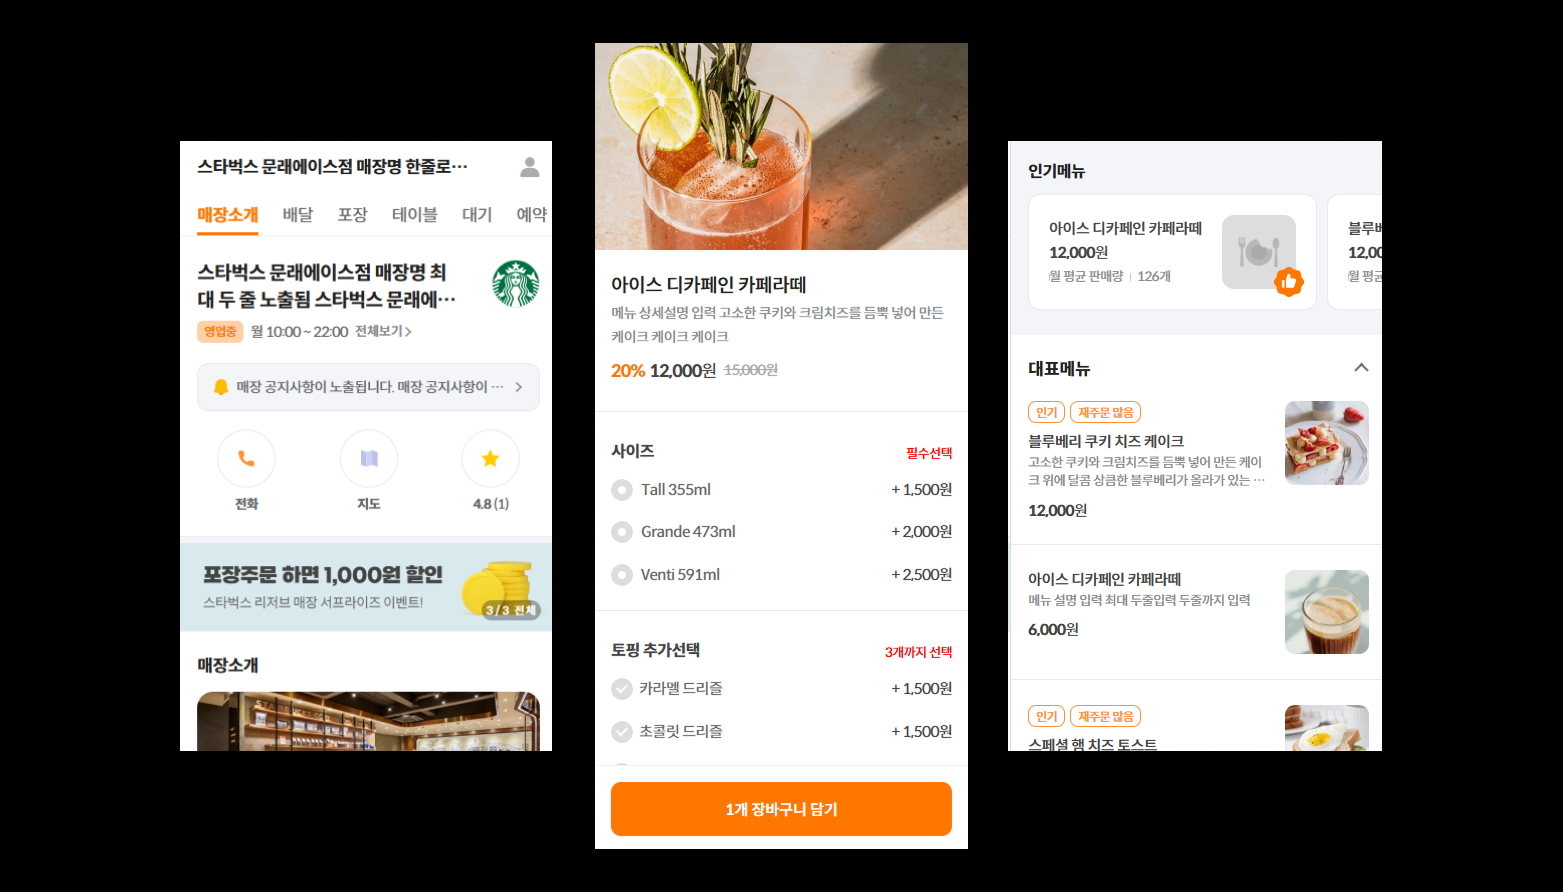 스타벅스 문래에이스점 매장명 한줄로···
매장소개 배달 포장 테이블 대기 예약
스타벅스 문래에이스점 매장명 최
대 두 줄 노출됨 스타벅스 문래에···
영업중 월 10:00 ~ 22:00 전체보기
매장 공지사항이 노출됩니다. 매장 공지사항이 ···
전화 지도 4.8 (1)
포장주문 하면 1,000원 할인
스타벅스 리저브 매장 서프라이즈 이벤트!
3/3 전체
매장소개
아이스 디카페인 카페라떼
메뉴 상세설명 입력 고소한 쿠키와 크림치즈를 듬뿍 넣어 만든
케이크 케이크 케이크
20% 12,000원 15,000원
사이즈 필수선택
Tall 355ml + 1,500원
Grande 473ml + 2,000원
Venti 591ml + 2,500원
토핑 추가선택 3개까지 선택
카라멜 드리즐 + 1,500원
초콜릿 드리즐 + 1,500원
1개 장바구니 담기
인기메뉴
아이스 디카페인 카페라떼
12,000원
월 평균 판매량 | 126개
블루베
12,00
월 평균
대표메뉴
인기 재주문 많음
블루베리 쿠키 치즈 케이크
고소한 쿠키와 크림치즈를 듬뿍 넣어 만든 케이
크 위에 달콤 상큼한 블루베리가 올라가 있는 ···
12,000원
아이스 디카페인 카페라떼
메뉴 설명 입력 최대 두줄입력 두줄까지 입력
6,000원
인기 재주문 많음
스페셜 햄 치즈 토스트